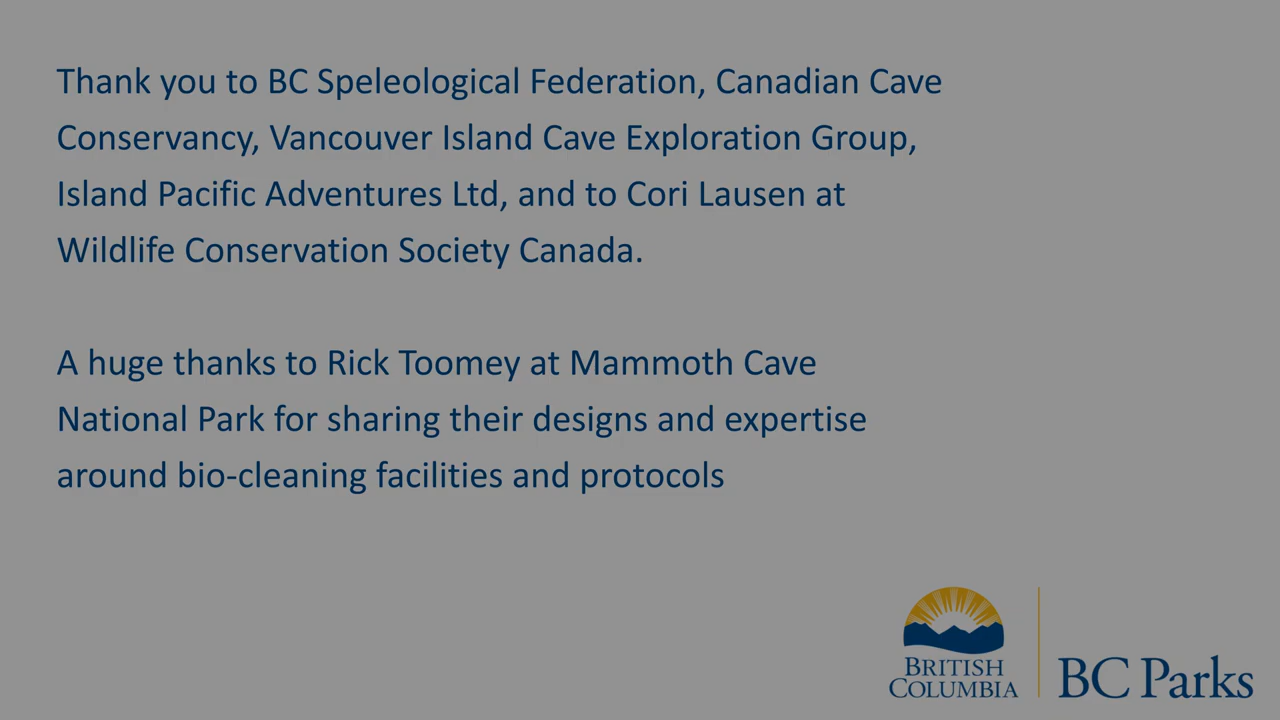 Thank you to BC Speleological Federation, Canadian Cave
Conservancy, Vancouver Island Cave Exploration Group,
Island Pacific Adventures Ltd, and to Cori Lausen at
Wildlife Conservation Society Canada.
A huge thanks to Rick Toomey at Mammoth Cave
National Park for sharing their designs and expertise
around bio-cleaning facilities and protocols
BRITISH
COLUMBIA
BC Parks